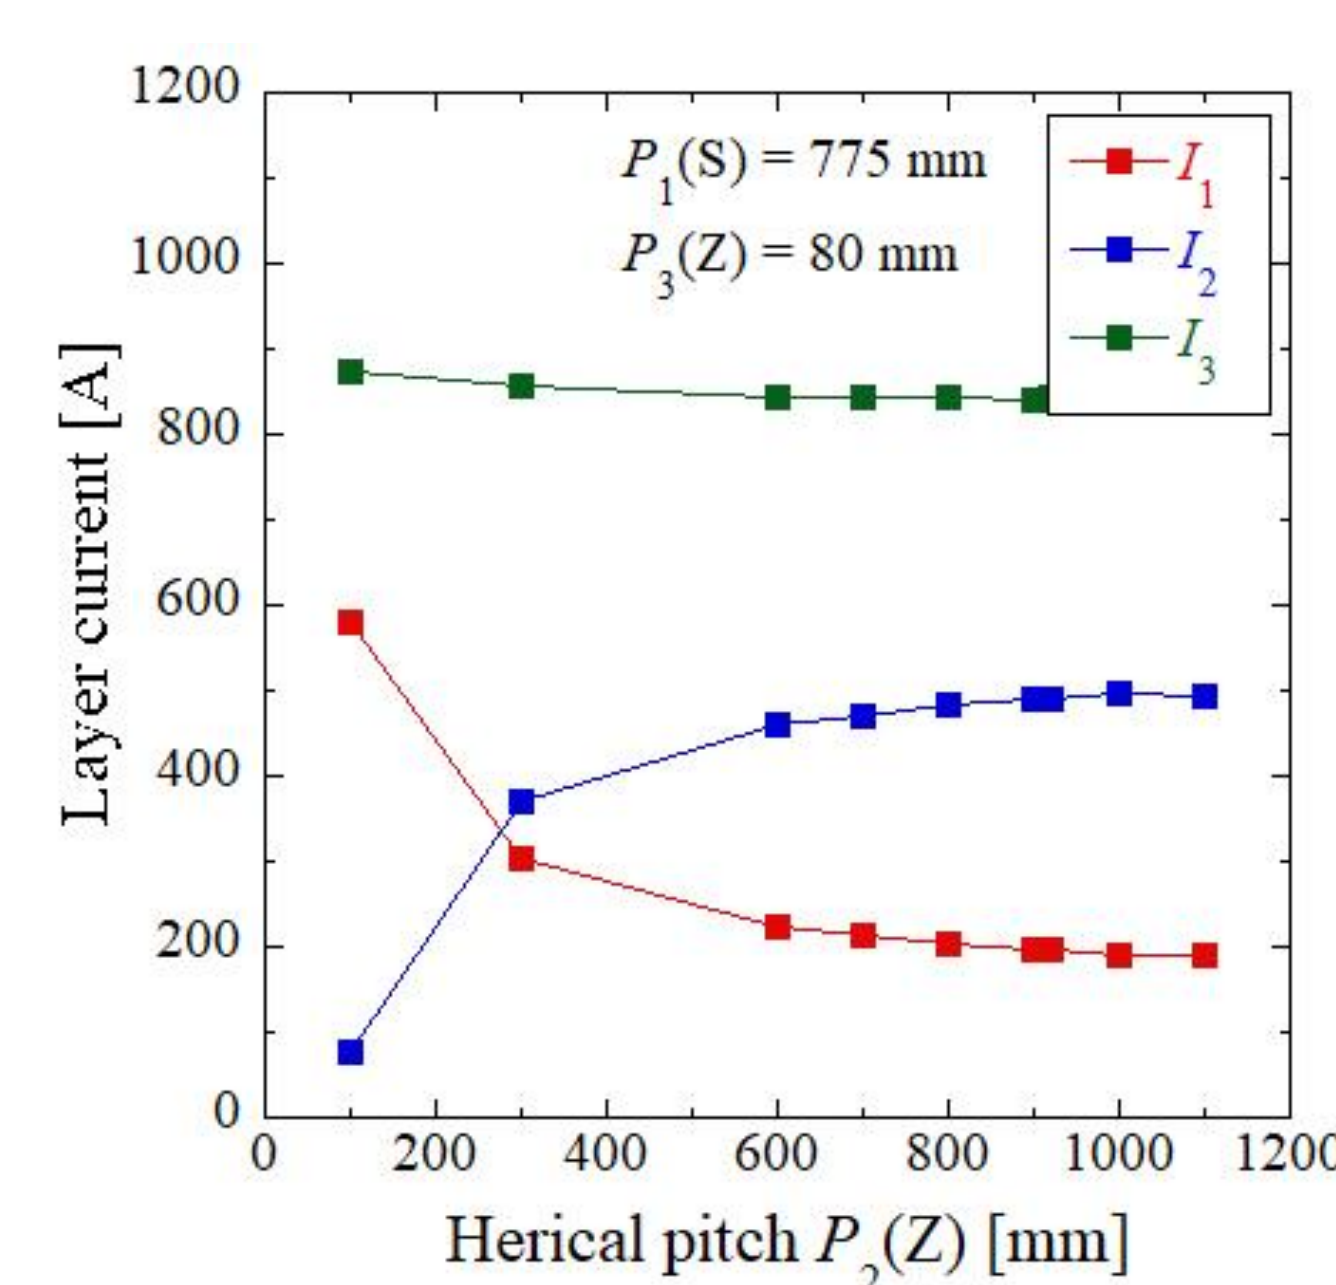 1200
1000
800
600
400
200
0
Layer current [A]
P₁(S) = 775 mm
P₃(Z) = 80 mm
I₁
I₂
I₃
0 200 400 600 800 1000 1200
Herical pitch P₂(Z) [mm]